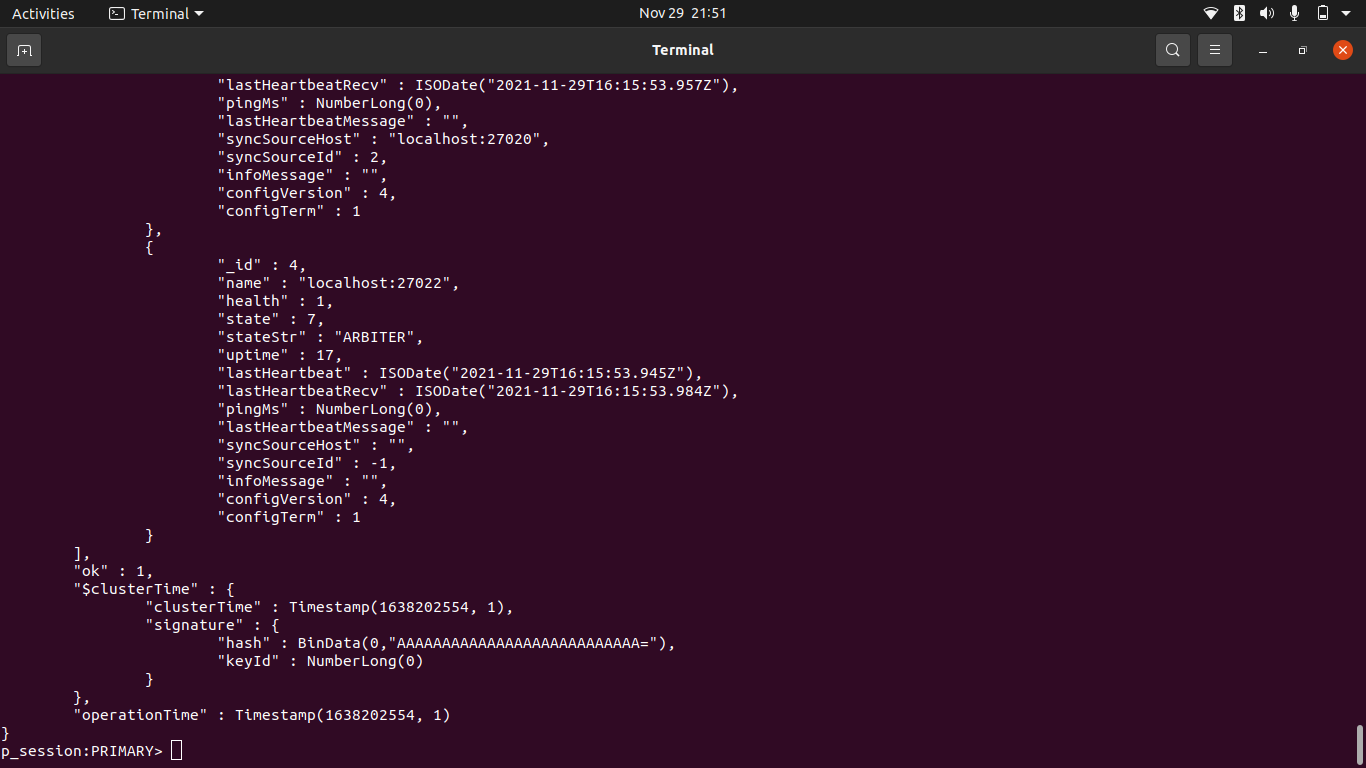 Activities Terminal Nov 29 21:51
Terminal
"lastHeartbeatRecv" : ISODate("2021-11-29T16:15:53.957Z"),
"pingMs" : NumberLong(0),
"lastHeartbeatMessage" : "",
"syncSourceHost" : "localhost:27020",
"syncSourceId" : 2,
"infoMessage" : "",
"configVersion" : 4,
"configTerm" : 1
},
{
"_id" : 4,
"name" : "localhost:27022",
"health" : 1,
"state" : 7,
"stateStr" : "ARBITER",
"uptime" : 17,
"lastHeartbeat" : ISODate("2021-11-29T16:15:53.945Z"),
"lastHeartbeatRecv" : ISODate("2021-11-29T16:15:53.984Z"),
"pingMs" : NumberLong(0),
"lastHeartbeatMessage" : "",
"syncSourceHost" : "",
"syncSourceId" : -1,
"infoMessage" : "",
"configVersion" : 4,
"configTerm" : 1
}
],
"ok" : 1,
"$clusterTime" : {
"clusterTime" : Timestamp(1638202554, 1),
"signature" : {
"hash" : BinData(0,"AAAAAAAAAAAAAAAAAAAAAAAAAAA="),
"keyId" : NumberLong(0)
}
},
"operationTime" : Timestamp(1638202554, 1)
}
p_session:PRIMARY>